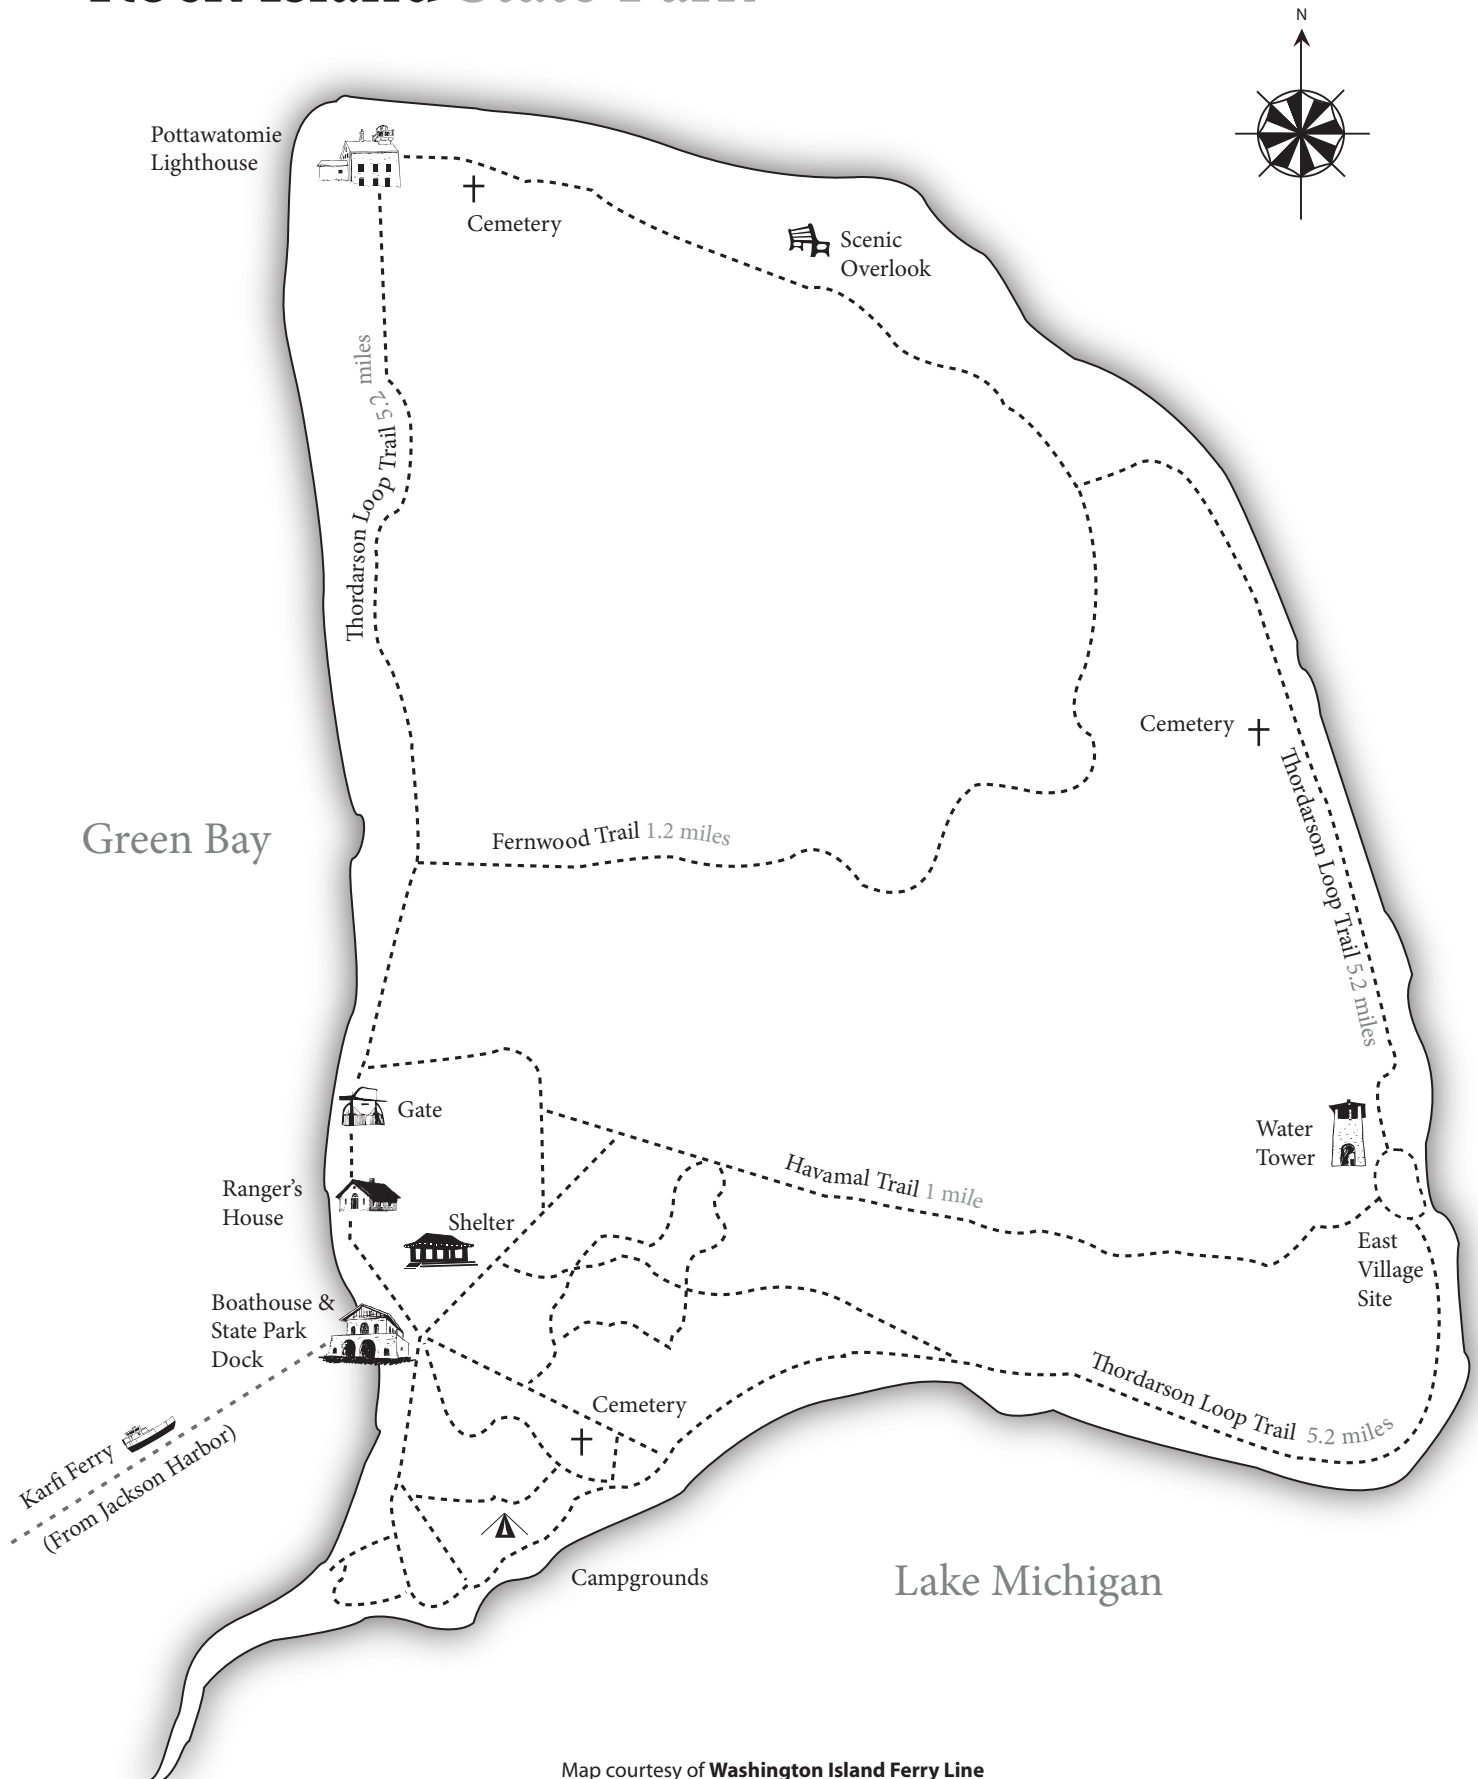 Rock Island State Park
N
Pottawatomie
Lighthouse
Cemetery
Scenic
Overlook
Thordarson Loop Trail 5.2 miles
Cemetery
Thordarson Loop Trail 5.2 miles
Green Bay
Fernwood Trail 1.2 miles
Gate
Water
Tower
Ranger's
House
Shelter
Havamal Trail 1 mile
East
Village
Site
Boathouse &
State Park
Dock
Thordarson Loop Trail 5.2 miles
Cemetery
Karfi Ferry
(From Jackson Harbor)
Campgrounds
Lake Michigan
Map courtesy of Washington Island Ferry Line